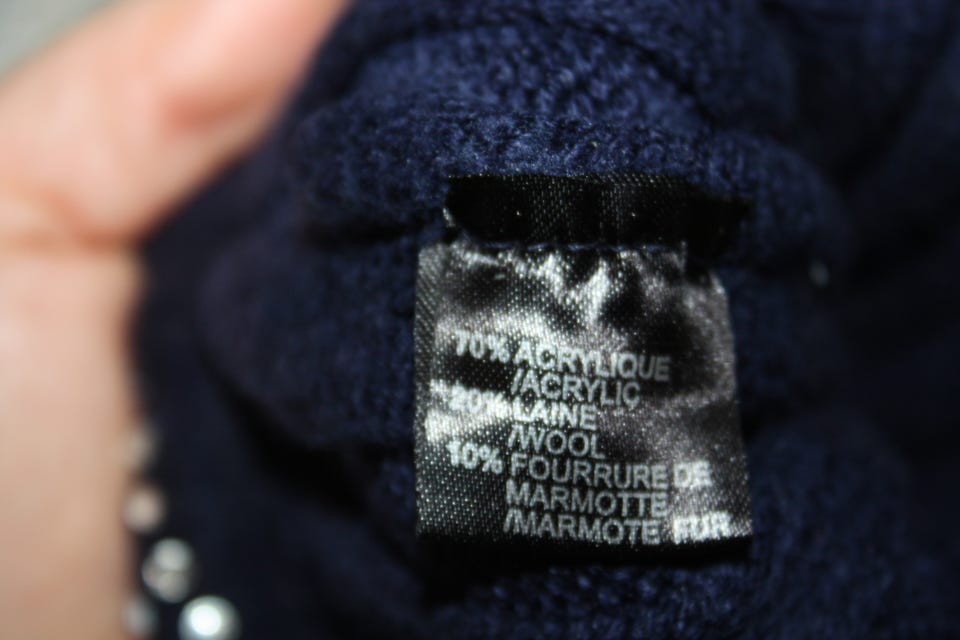 70% ACRYLIQUE
/ACRYLIC
20% LAINE
/WOOL
10% FOURRURE DE
MARMOTTE
/MARMOTE FUR